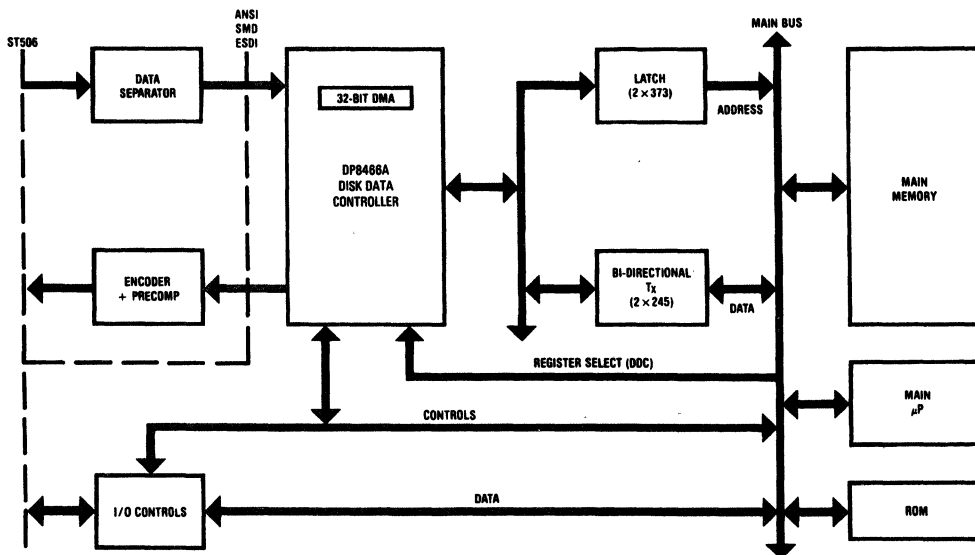 ST506
ANSI
SMD
ESDI
MAIN BUS
DATA
SEPARATOR
32-BIT DMA
DP8466A
DISK DATA
CONTROLLER
LATCH
(2 × 373)
ADDRESS
MAIN
MEMORY
ENCODER
+ PRECOMP
BI-DIRECTIONAL
TX
(2 × 245)
DATA
REGISTER SELECT (DDC)
MAIN
μP
CONTROLS
I/O CONTROLS
DATA
ROM